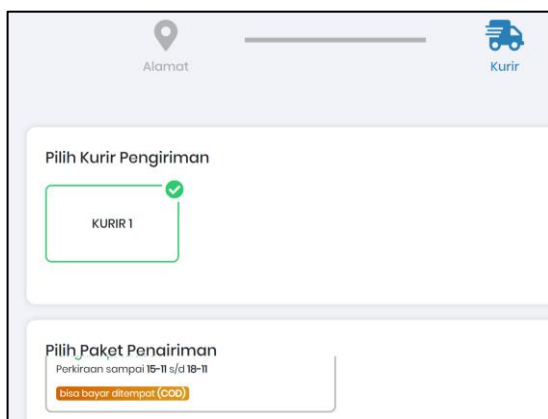 Alamat
Kurir
Pilih Kurir Pengiriman
KURIR 1
Pilih Paket Pengiriman
Perkiraan sampai 15-11 s/d 18-11
bisa bayar ditempat (COD)